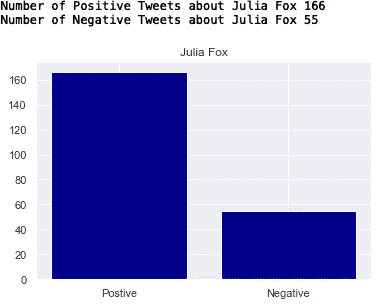 Number of Positive Tweets about Julia Fox 166
Number of Negative Tweets about Julia Fox 55
Julia Fox
160
140
120
100
80
60
40
20
0
Postive
Negative